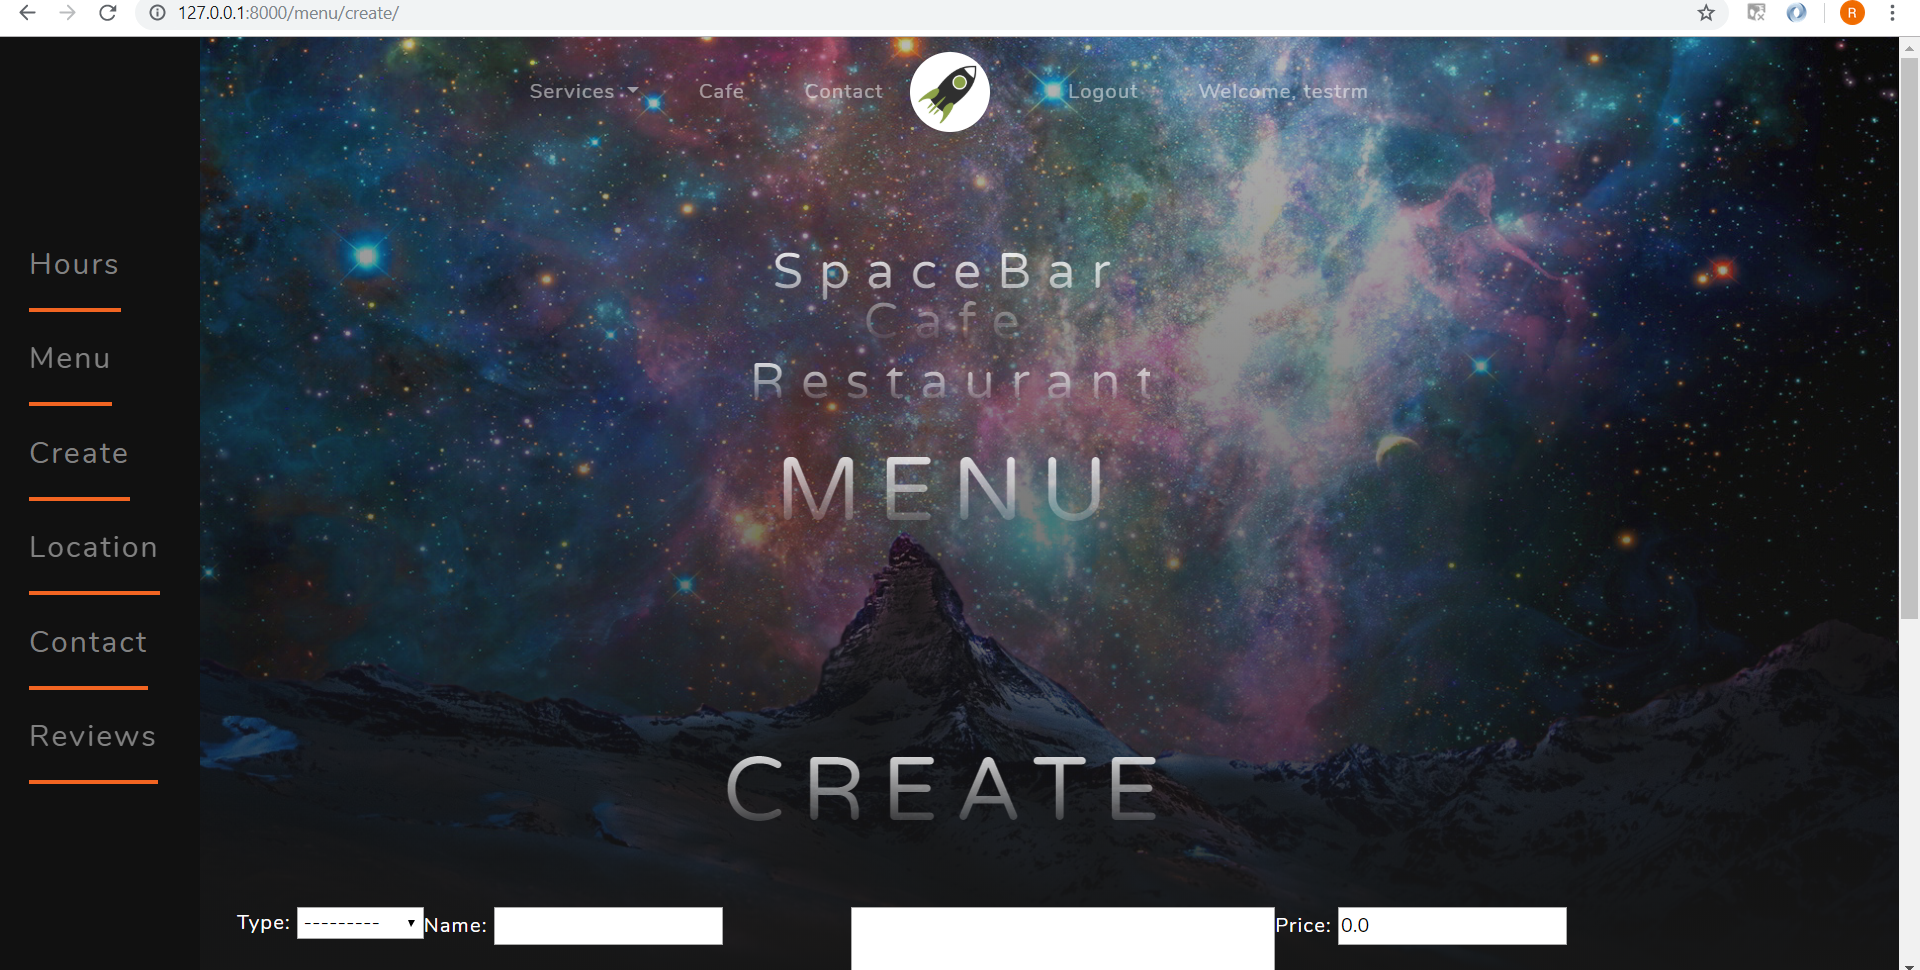 127.0.0.1:8000/menu/create/
R
Services Cafe Contact Logout Welcome, testrm
Hours
Menu
Create
Location
Contact
Reviews
SpaceBar
Cafe
Restaurant
MENU
CREATE
Type: --------- Name: Price: 0.0